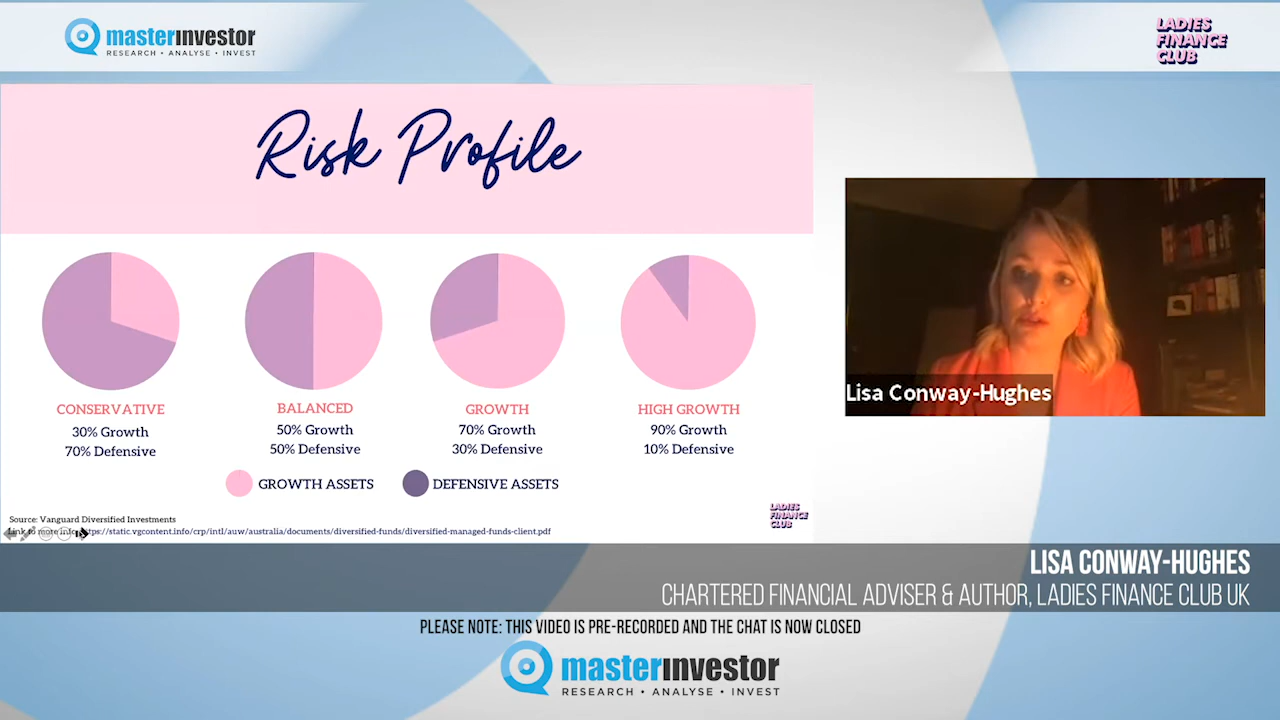 masterinvestor
RESEARCH • ANALYSE • INVEST
LADIES
FINANCE
CLUB
Risk Profile
CONSERVATIVE
30% Growth
70% Defensive
BALANCED
50% Growth
50% Defensive
GROWTH
70% Growth
30% Defensive
HIGH GROWTH
90% Growth
10% Defensive
GROWTH ASSETS
DEFENSIVE ASSETS
LADIES
FINANCE
CLUB
Source: Vanguard Diversified Investments
Link to more info: https://static.vgcontent.info/crp/intl/auw/australia/documents/diversified-funds/diversified-managed-funds-client.pdf
Lisa Conway-Hughes
LISA CONWAY-HUGHES
CHARTERED FINANCIAL ADVISER & AUTHOR, LADIES FINANCE CLUB UK
PLEASE NOTE: THIS VIDEO IS PRE-RECORDED AND THE CHAT IS NOW CLOSED
masterinvestor
RESEARCH • ANALYSE • INVEST